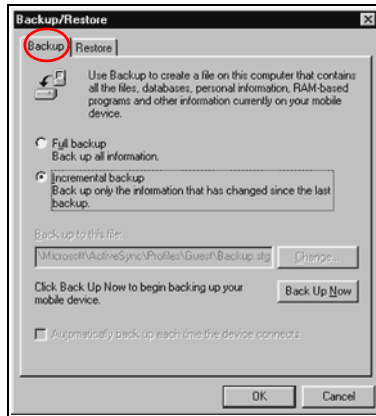 Backup/Restore
Backup Restore
Use Backup to create a file on this computer that contains
all the files, databases, personal information, RAM-based
programs and other information currently on your mobile
device.
Full backup
Back up all information.
Incremental backup
Back up only the information that has changed since the last
backup.
Back up to this file:
\Microsoft\ActiveSync\Profiles\Guest\Backup.stg Change...
Click Back Up Now to begin backing up your
mobile device.
Back Up Now
Automatically back up each time the device connects.
OK Cancel